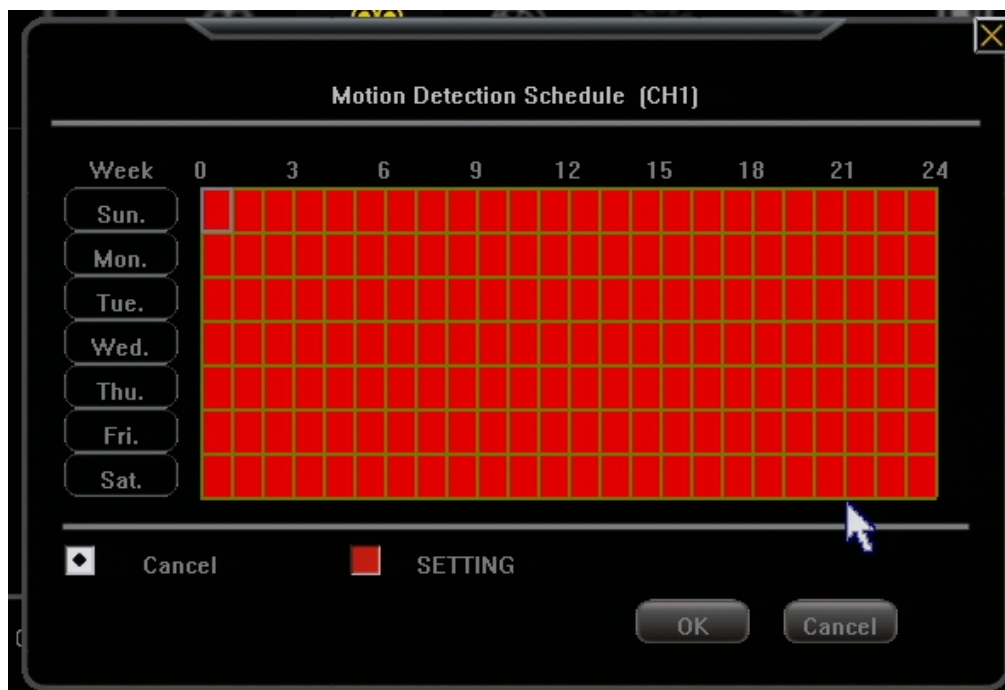 Motion Detection Schedule (CH1)
Week 0 3 6 9 12 15 18 21 24
Sun.
Mon.
Tue.
Wed.
Thu.
Fri.
Sat.
Cancel SETTING
OK Cancel